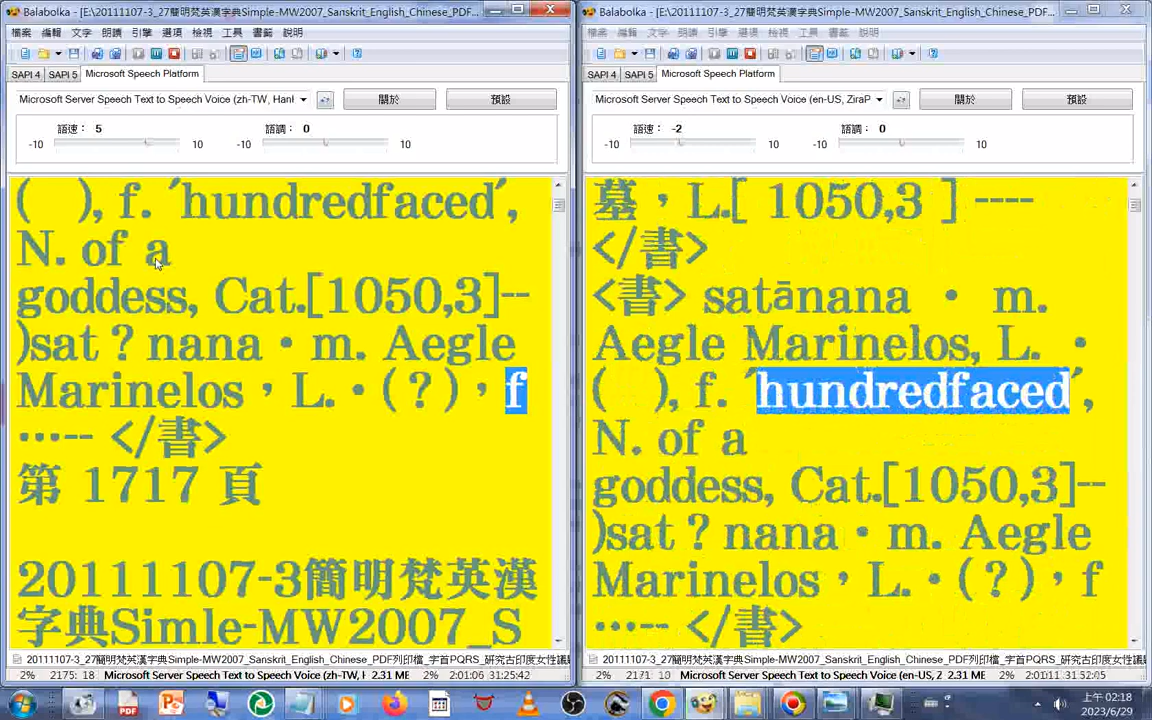 Balabolka - [E:\20111107-3_27簡明梵英漢字典Simple-MW2007_Sanskrit_English_Chinese_PDF...
檔案 編輯 文字 朗讀 引擎 選項 檢視 工具 書籤 說明
SAPI 4 SAPI 5 Microsoft Speech Platform
Microsoft Server Speech Text to Speech Voice (zh-TW, HanH
關於 預設
語速： 5 語調： 0
-10 10 -10 10
( ), f. ´hundredfaced´,
N. of a
goddess, Cat.[1050,3]--
)sat？nana‧m. Aegle
Marinelos，L.‧(？)，f
…-- </書>
第 1717 頁
20111107-3簡明梵英漢
字典Simle-MW2007_S
20111107-3_27簡明梵英漢字典Simple-MW2007_Sanskrit_English_Chinese_PDF列印檔_字首PQRS_研究古印度女性議
2% 2175: 18 Microsoft Server Speech Text to Speech Voice (zh-TW, H 2.31 MB 2% 2:01:06 31:25:42
Balabolka - [E:\20111107-3_27簡明梵英漢字典Simple-MW2007_Sanskrit_English_Chinese_PDF...
檔案 編輯 文字 朗讀 引擎 選項 檢視 工具 書籤 說明
SAPI 4 SAPI 5 Microsoft Speech Platform
Microsoft Server Speech Text to Speech Voice (en-US, ZiraP
關於 預設
語速： -2 語調： 0
-10 10 -10 10
墓，L.[ 1050,3 ] ----
</書>
<書> satānana ‧ m.
Aegle Marinelos, L. ‧
( ), f. ´hundredfaced´,
N. of a
goddess, Cat.[1050,3]--
)sat？nana‧m. Aegle
Marinelos，L.‧(？)，f
…-- </書>
20111107-3_27簡明梵英漢字典Simple-MW2007_Sanskrit_English_Chinese_PDF列印檔_字首PQRS_研究古印度女性議
2% 2171: 10 Microsoft Server Speech Text to Speech Voice (en-US, Z 2.31 MB 2% 2:01:11 31:52:05
上午 02:18
2023/6/29